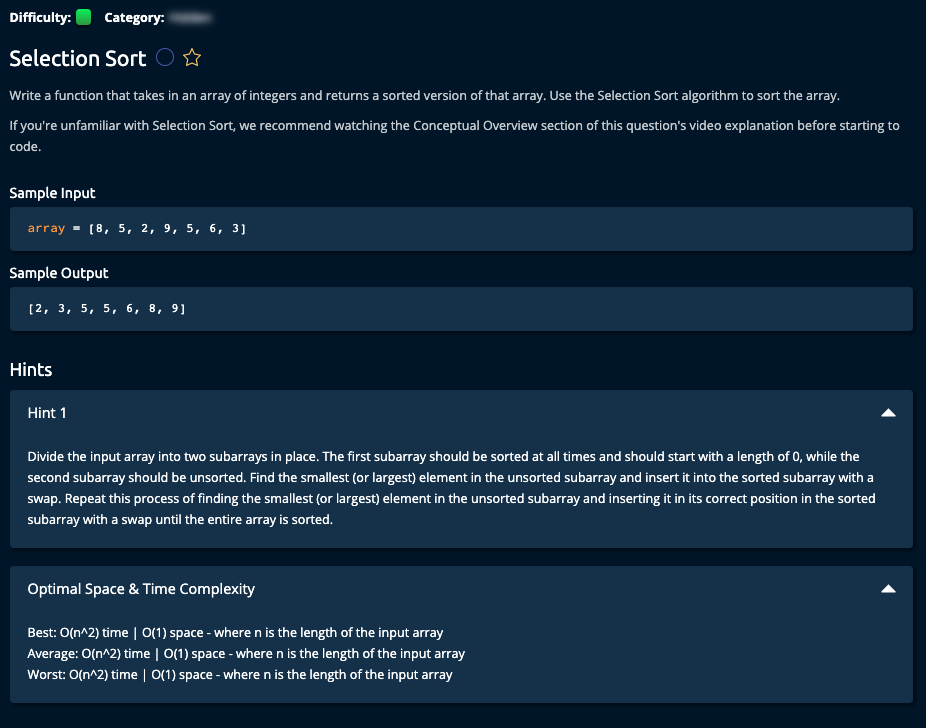 Difficulty: Category:
Selection Sort
Write a function that takes in an array of integers and returns a sorted version of that array. Use the Selection Sort algorithm to sort the array.
If you're unfamiliar with Selection Sort, we recommend watching the Conceptual Overview section of this question's video explanation before starting to
code.
Sample Input
array = [8, 5, 2, 9, 5, 6, 3]
Sample Output
[2, 3, 5, 5, 6, 8, 9]
Hints
Hint 1
Divide the input array into two subarrays in place. The first subarray should be sorted at all times and should start with a length of 0, while the
second subarray should be unsorted. Find the smallest (or largest) element in the unsorted subarray and insert it into the sorted subarray with a
swap. Repeat this process of finding the smallest (or largest) element in the unsorted subarray and inserting it in its correct position in the sorted
subarray with a swap until the entire array is sorted.
Optimal Space & Time Complexity
Best: O(n^2) time | O(1) space - where n is the length of the input array
Average: O(n^2) time | O(1) space - where n is the length of the input array
Worst: O(n^2) time | O(1) space - where n is the length of the input array